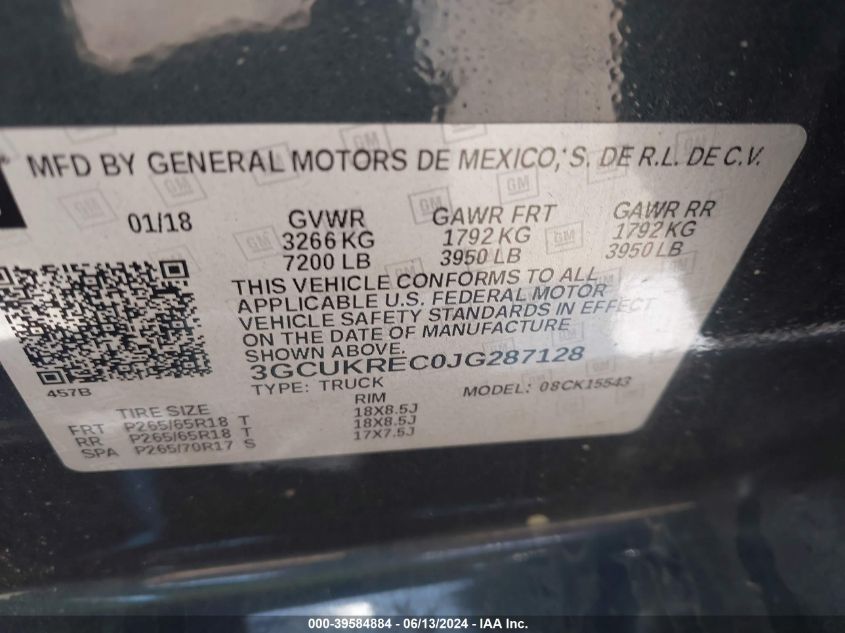 MFD BY GENERAL MOTORS DE MEXICO, S. DE R.L. DE C.V.
01/18 GVWR GAWR FRT GAWR RR
3266 KG 1792 KG 1792 KG
7200 LB 3950 LB 3950 LB
THIS VEHICLE CONFORMS TO ALL
APPLICABLE U.S. FEDERAL MOTOR
VEHICLE SAFETY STANDARDS IN EFFECT
ON THE DATE OF MANUFACTURE
SHOWN ABOVE.
3GCUKREC0JG287128
TYPE: TRUCK MODEL: 08CK15543
457B
TIRE SIZE RIM
FRT P265/65R18 T 18X8.5J
RR P265/65R18 T 18X8.5J
SPA P265/70R17 S 17X7.5J
GM
000-39584884 / 06/13/2024 - IAA, Inc.